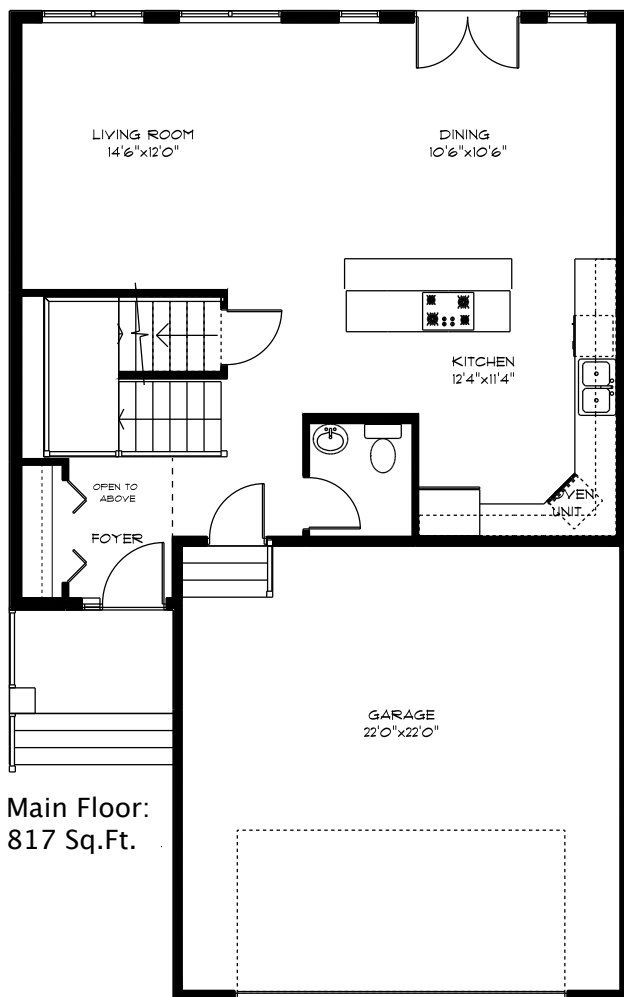 LIVING ROOM
14'6"x12'0"
DINING
10'6"x10'6"
KITCHEN
12'4"x11'4"
OVEN
UNIT
OPEN TO
ABOVE
FOYER
GARAGE
22'0"x22'0"
Main Floor:
817 Sq.Ft.